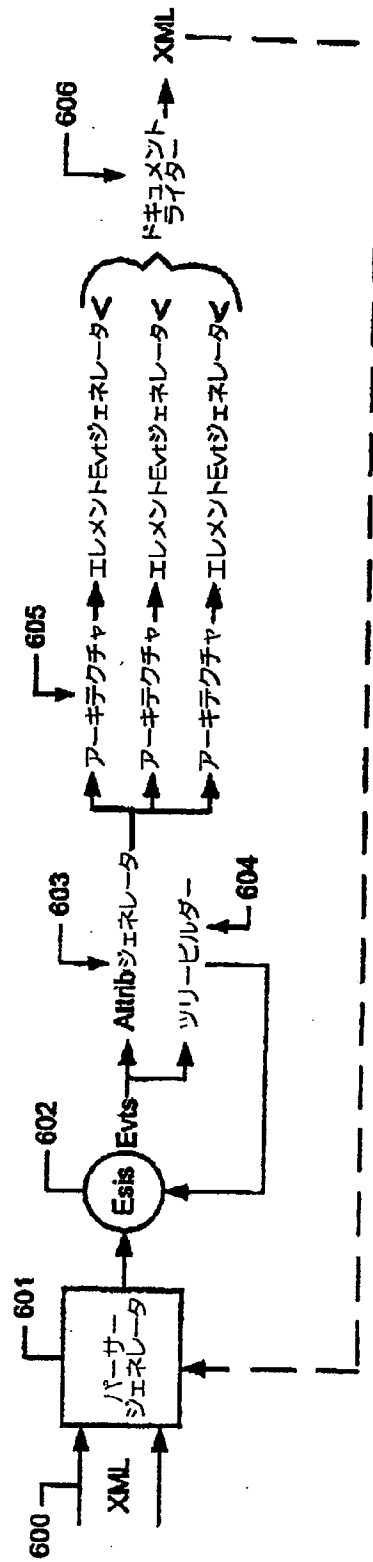 600
XML
601
パーサー
ジェネレータ
602
Esis
Evts
603
Attribジェネレータ
ツリービルダー
604
605
アーキテクチャ
エレメントEvtジェネレータ
アーキテクチャ
エレメントEvtジェネレータ
アーキテクチャ
エレメントEvtジェネレータ
606
ドキュメント
ライター
XML